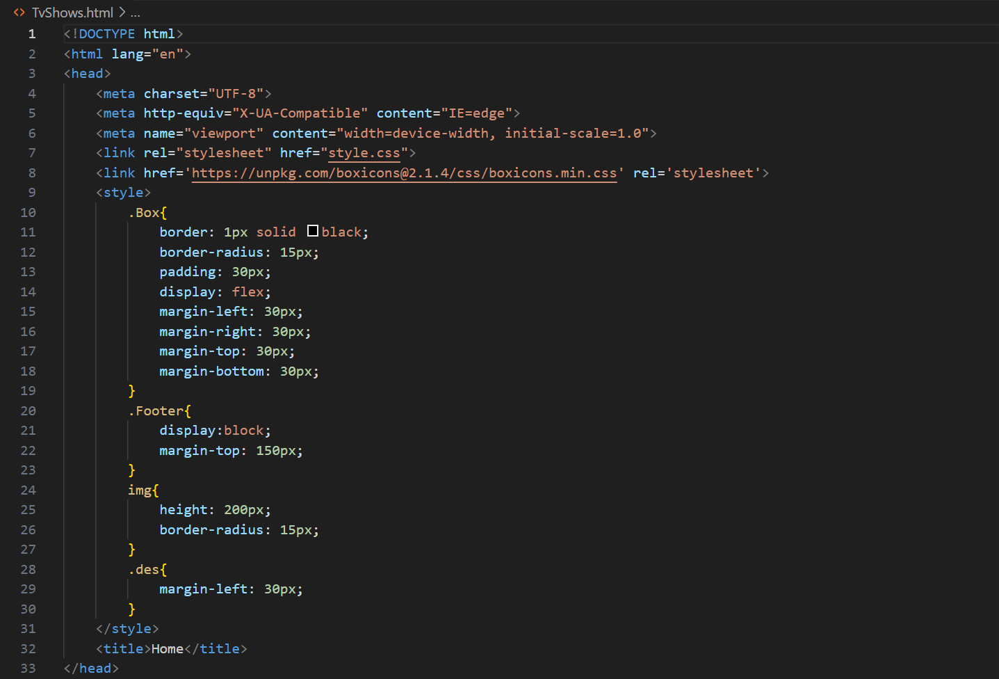 <> TvShows.html > ...
1 <!DOCTYPE html>
2 <html lang="en">
3 <head>
4     <meta charset="UTF-8">
5     <meta http-equiv="X-UA-Compatible" content="IE=edge">
6     <meta name="viewport" content="width=device-width, initial-scale=1.0">
7     <link rel="stylesheet" href="style.css">
8     <link href='https://unpkg.com/boxicons@2.1.4/css/boxicons.min.css' rel='stylesheet'>
9     <style>
10         .Box{
11             border: 1px solid black;
12             border-radius: 15px;
13             padding: 30px;
14             display: flex;
15             margin-left: 30px;
16             margin-right: 30px;
17             margin-top: 30px;
18             margin-bottom: 30px;
19         }
20         .Footer{
21             display:block;
22             margin-top: 150px;
23         }
24         img{
25             height: 200px;
26             border-radius: 15px;
27         }
28         .des{
29             margin-left: 30px;
30         }
31     </style>
32     <title>Home</title>
33 </head>